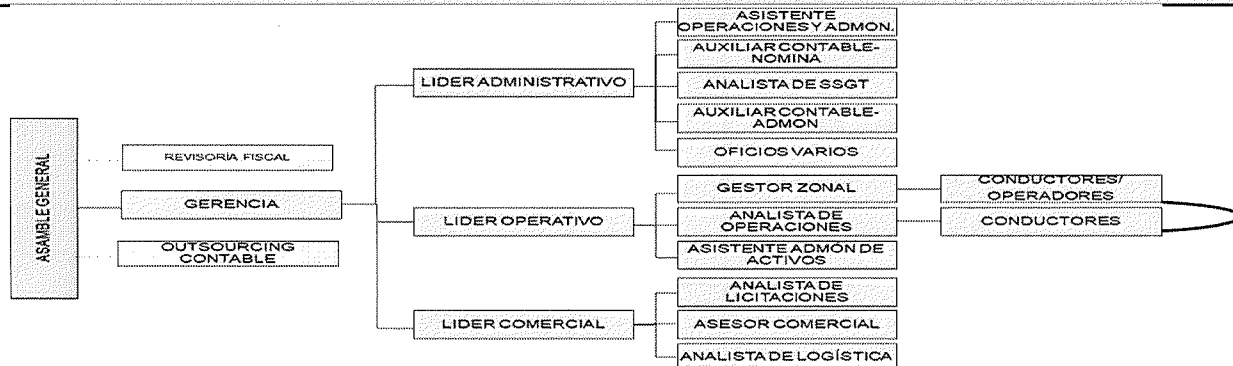 ASAMBLE GENERAL
REVISORÍA FISCAL
GERENCIA
OUTSOURCING
CONTABLE
LIDER ADMINISTRATIVO
LIDER OPERATIVO
LIDER COMERCIAL
ASISTENTE
OPERACIONES Y ADMON.
AUXILIAR CONTABLE-
NOMINA
ANALISTA DE SSGT
AUXILIAR CONTABLE-
ADMON
OFICIOS VARIOS
GESTOR ZONAL
ANALISTA DE
OPERACIONES
ASISTENTE ADMÓN DE
ACTIVOS
ANALISTA DE
LICITACIONES
ASESOR COMERCIAL
ANALISTA DE LOGÍSTICA
CONDUCTORES/
OPERADORES
CONDUCTORES